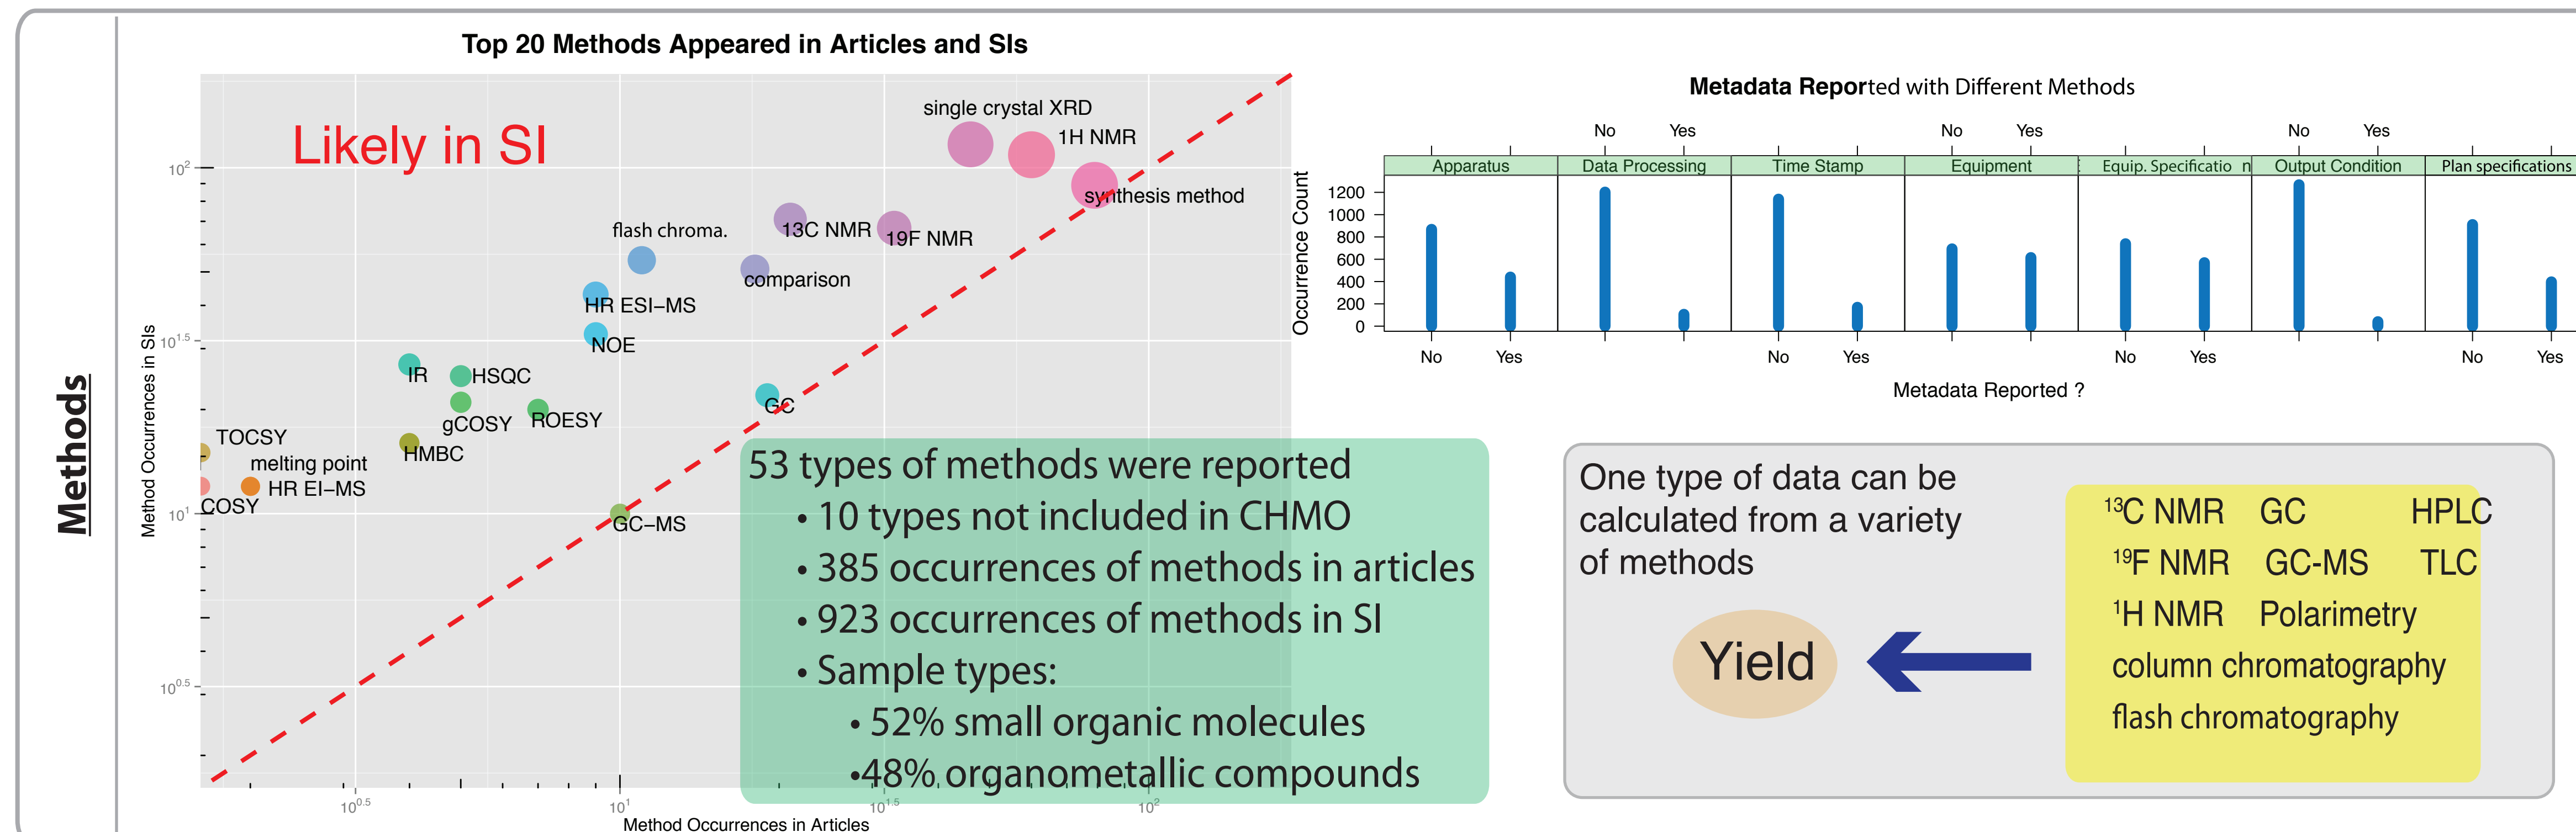 Methods
Top 20 Methods Appeared in Articles and SIs
Likely in SI
single crystal XRD
1H NMR
synthesis method
13C NMR
19F NMR
flash chroma.
comparison
HR ESI–MS
NOE
IR
HSQC
gCOSY
ROESY
GC
TOCSY
HMBC
melting point
HR EI–MS
COSY
GC–MS
Method Occurrences in SIs
10^2
10^1.5
10^1
10^0.5
10^0.5
10^1
10^1.5
10^2
Method Occurrences in Articles
53 types of methods were reported
• 10 types not included in CHMO
• 385 occurrences of methods in articles
• 923 occurrences of methods in SI
• Sample types:
• 52% small organic molecules
•48% organometallic compounds
Metadata Reported with Different Methods
No Yes No Yes No Yes
Apparatus Data Processing Time Stamp Equipment Equip. Specificatio n Output Condition Plan specifications
Occurrence Count
1200
1000
800
600
400
200
0
No Yes No Yes No Yes No Yes
Metadata Reported ?
One type of data can be
calculated from a variety
of methods
Yield
13C NMR GC HPLC
19F NMR GC-MS TLC
1H NMR Polarimetry
column chromatography
flash chromatography